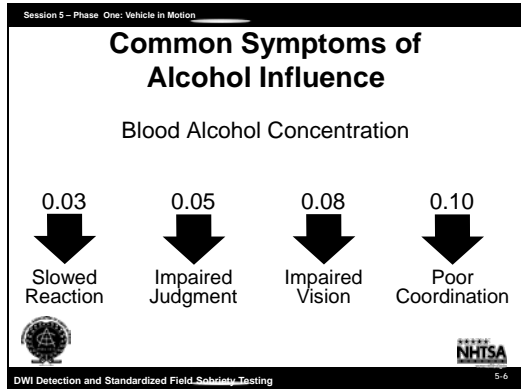 Session 5 – Phase One: Vehicle in Motion
Common Symptoms of
Alcohol Influence
Blood Alcohol Concentration
0.03 0.05 0.08 0.10
Slowed Impaired Impaired Poor
Reaction Judgment Vision Coordination
NHTSA
DWI Detection and Standardized Field Sobriety Testing 5-6